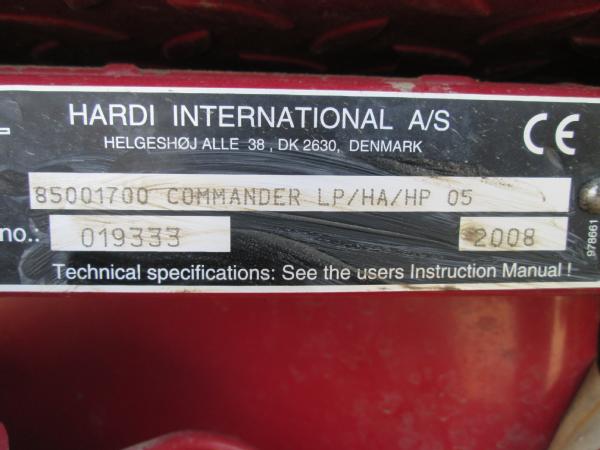 HARDI INTERNATIONAL A/S
HELGESHØJ ALLE 38, DK 2630, DENMARK
CE
85001700 COMMANDER LP/HA/HP 05
no.: 019333 2008
Technical specifications: See the users Instruction Manual !
978661